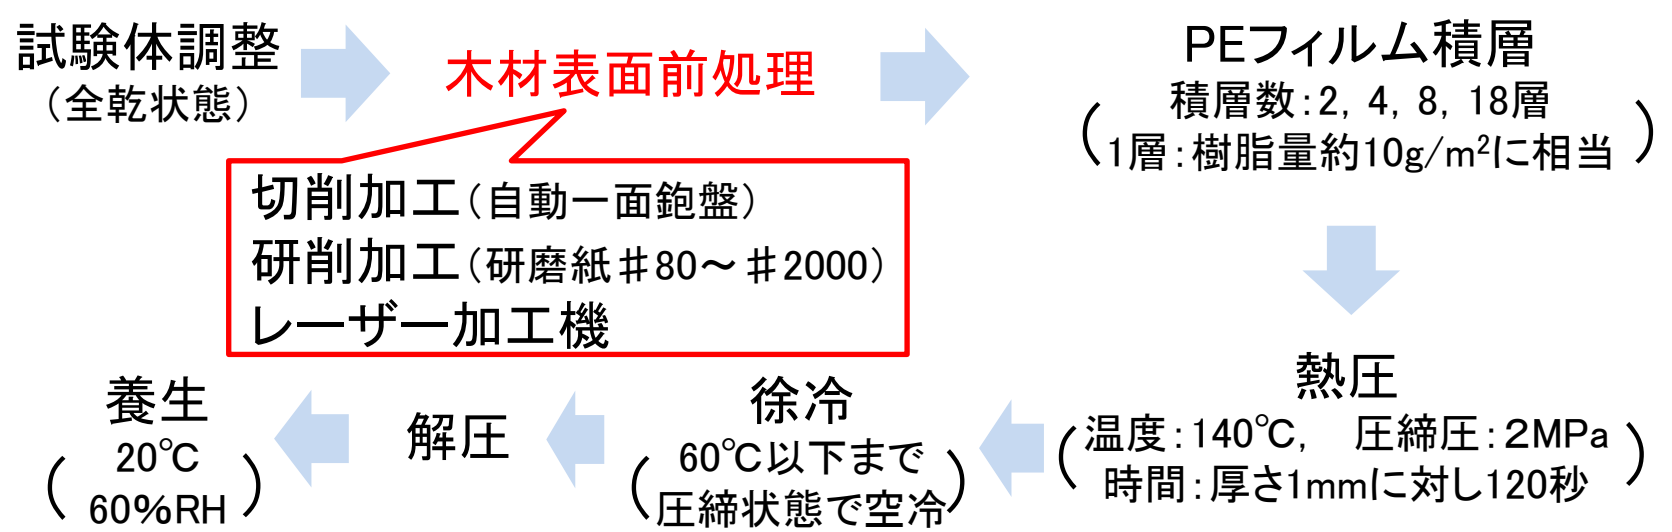 試験体調整
（全乾状態）
木材表面前処理
切削加工（自動一面鉋盤）
研削加工（研磨紙♯80～♯2000）
レーザー加工機
PEフィルム積層
（積層数：2，4，8，18層
1層：樹脂量約10g/m²に相当）
熱圧
（温度：140℃，　圧締圧：2MPa
時間：厚さ1mmに対し120秒）
徐冷
（60℃以下まで
圧締状態で空冷）
解圧
養生
（20℃
60%RH）